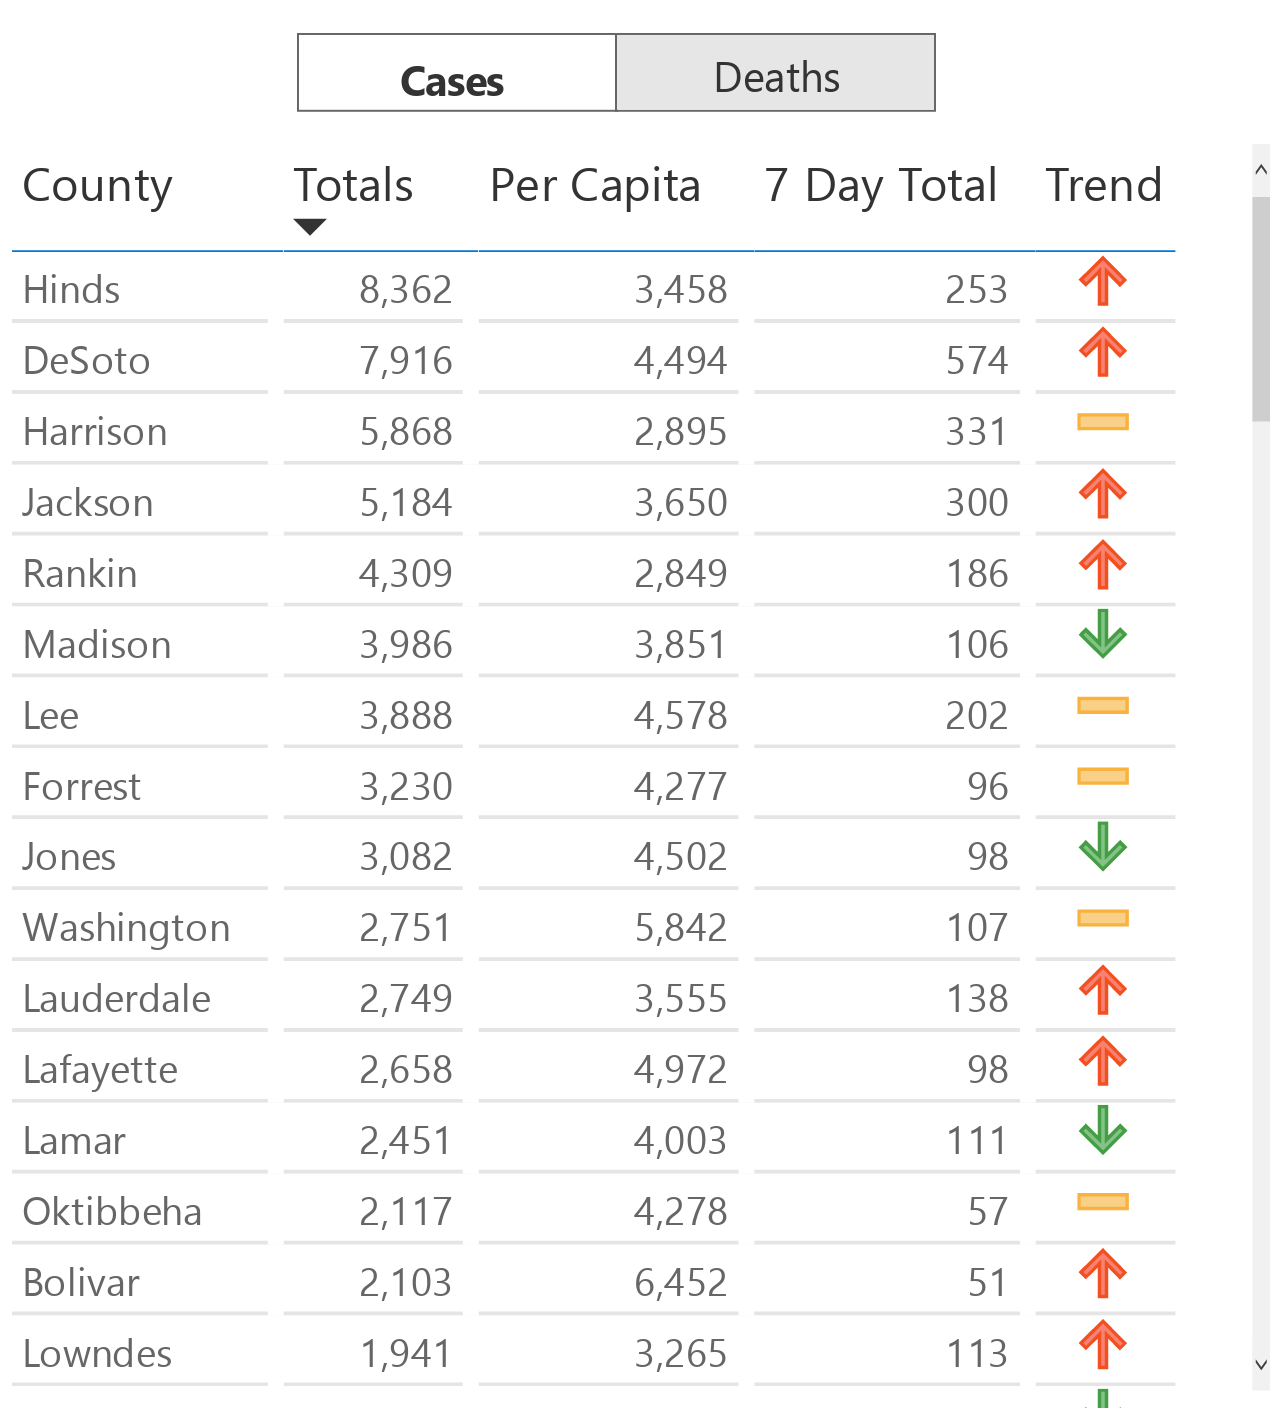 Cases Deaths
County Totals Per Capita 7 Day Total Trend
Hinds 8,362 3,458 253
DeSoto 7,916 4,494 574
Harrison 5,868 2,895 331
Jackson 5,184 3,650 300
Rankin 4,309 2,849 186
Madison 3,986 3,851 106
Lee 3,888 4,578 202
Forrest 3,230 4,277 96
Jones 3,082 4,502 98
Washington 2,751 5,842 107
Lauderdale 2,749 3,555 138
Lafayette 2,658 4,972 98
Lamar 2,451 4,003 111
Oktibbeha 2,117 4,278 57
Bolivar 2,103 6,452 51
Lowndes 1,941 3,265 113